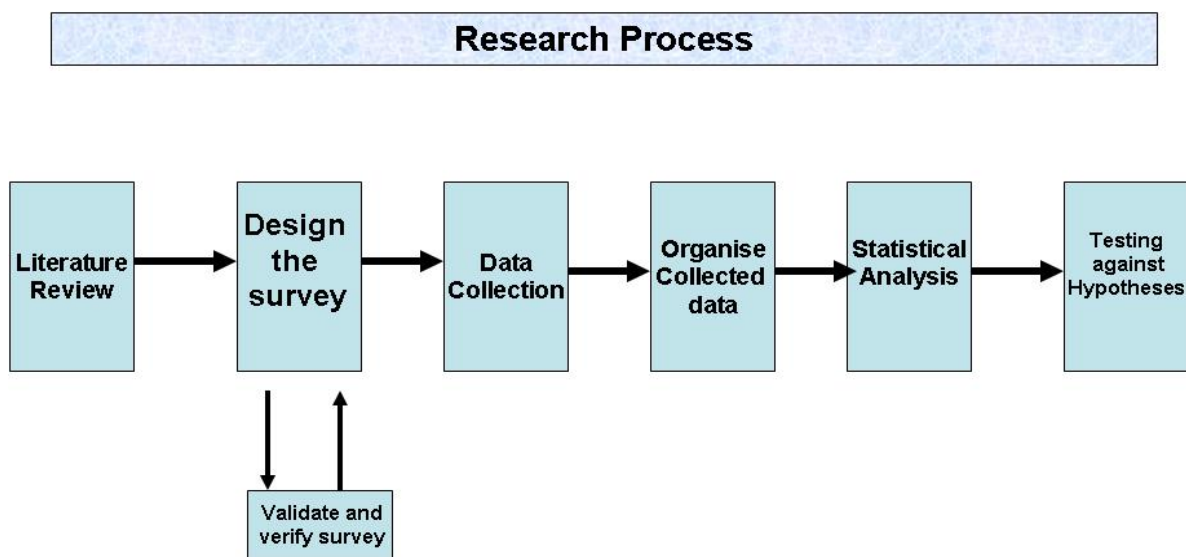 Research Process
Literature
Review
Design
the
survey
Data
Collection
Organise
Collected
data
Statistical
Analysis
Testing
against
Hypotheses
Validate and
verify survey